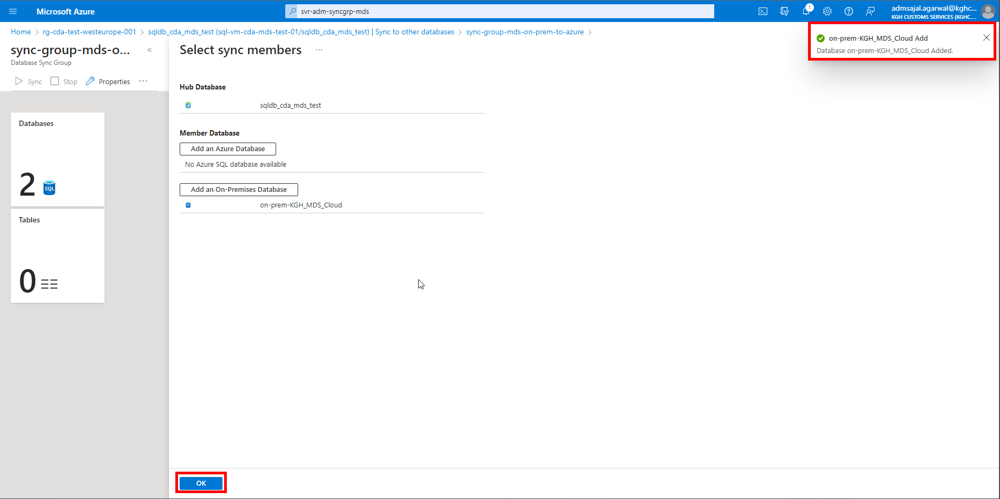 Microsoft Azure
svr-adm-syncgrp-mds
1
admsajal.agarwal@kghc...
KGH CUSTOMS SERVICES (KGHC....
Home > rg-cda-test-westeurope-001 > sqldb_cda_mds_test (sql-vm-cda-mds-test-01/sqldb_cda_mds_test) | Sync to other databases > sync-group-mds-on-prem-to-azure >
on-prem-KGH_MDS_Cloud Add
Database on-prem-KGH_MDS_Cloud Added.
sync-group-mds-o... «
Database Sync Group
Sync Stop Properties ...
Databases
2 SQL
Tables
0
Select sync members ...
Hub Database
sqldb_cda_mds_test
Member Database
Add an Azure Database
No Azure SQL database available
Add an On-Premises Database
on-prem-KGH_MDS_Cloud
OK